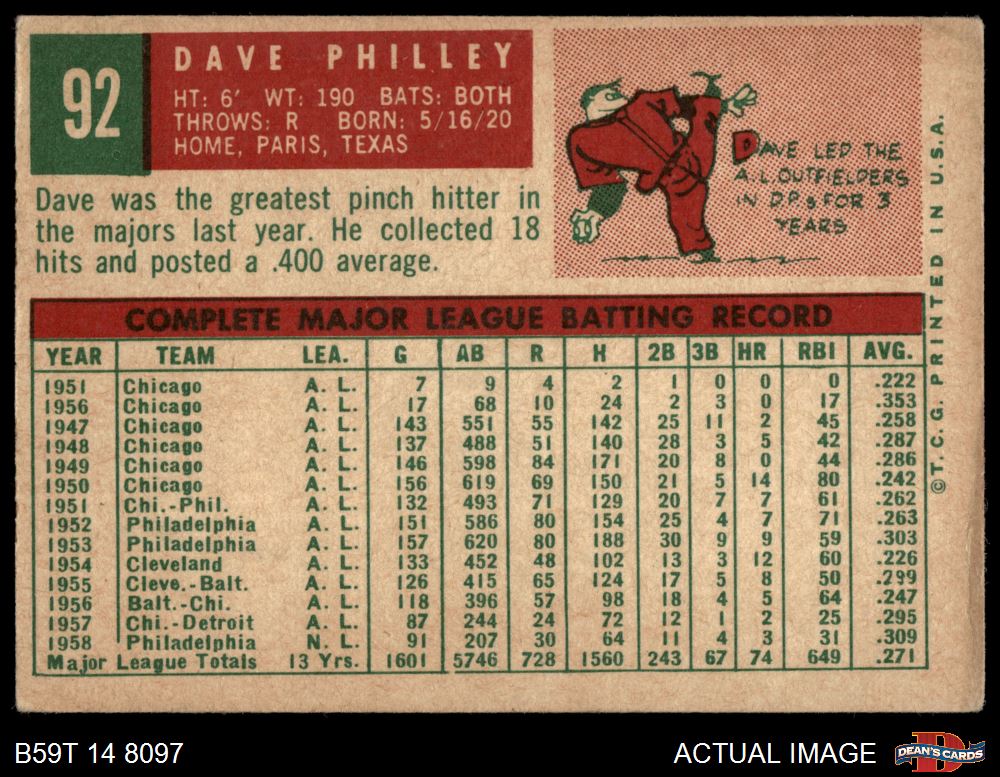 92
DAVE PHILLEY
HT: 6' WT: 190 BATS: BOTH
THROWS: R BORN: 5/16/20
HOME, PARIS, TEXAS
Dave was the greatest pinch hitter in
the majors last year. He collected 18
hits and posted a .400 average.
DAVE LED THE
A.L OUTFIELDERS
IN DPs FOR 3
YEARS
COMPLETE MAJOR LEAGUE BATTING RECORD
YEAR TEAM LEA. G AB R H 2B 3B HR RBI AVG.
1951 Chicago A. L. 7 9 4 2 1 0 0 0 .222
1956 Chicago A. L. 17 68 10 24 2 3 0 17 .353
1947 Chicago A. L. 143 551 55 142 25 11 2 45 .258
1948 Chicago A. L. 137 488 51 140 28 3 5 42 .287
1949 Chicago A. L. 146 598 84 171 20 8 0 44 .286
1950 Chicago A. L. 156 619 69 150 21 5 14 80 .242
1951 Chi.-Phil. A. L. 132 493 71 129 20 7 7 61 .262
1952 Philadelphia A. L. 151 586 80 154 25 4 7 71 .263
1953 Philadelphia A. L. 157 620 80 188 30 9 9 59 .303
1954 Cleveland A. L. 133 452 48 102 13 3 12 60 .226
1955 Cleve.-Balt. A. L. 126 415 65 124 17 5 8 50 .299
1956 Balt.-Chi. A. L. 118 396 57 98 18 4 5 64 .247
1957 Chi.-Detroit A. L. 87 244 24 72 12 1 2 25 .295
1958 Philadelphia N. L. 91 207 30 64 11 4 3 31 .309
Major League Totals 13 Yrs. 1601 5746 728 1560 243 67 74 649 .271
©T.C.G. PRINTED IN U.S.A.
B59T 14 8097
ACTUAL IMAGE
D
DEAN'S CARDS